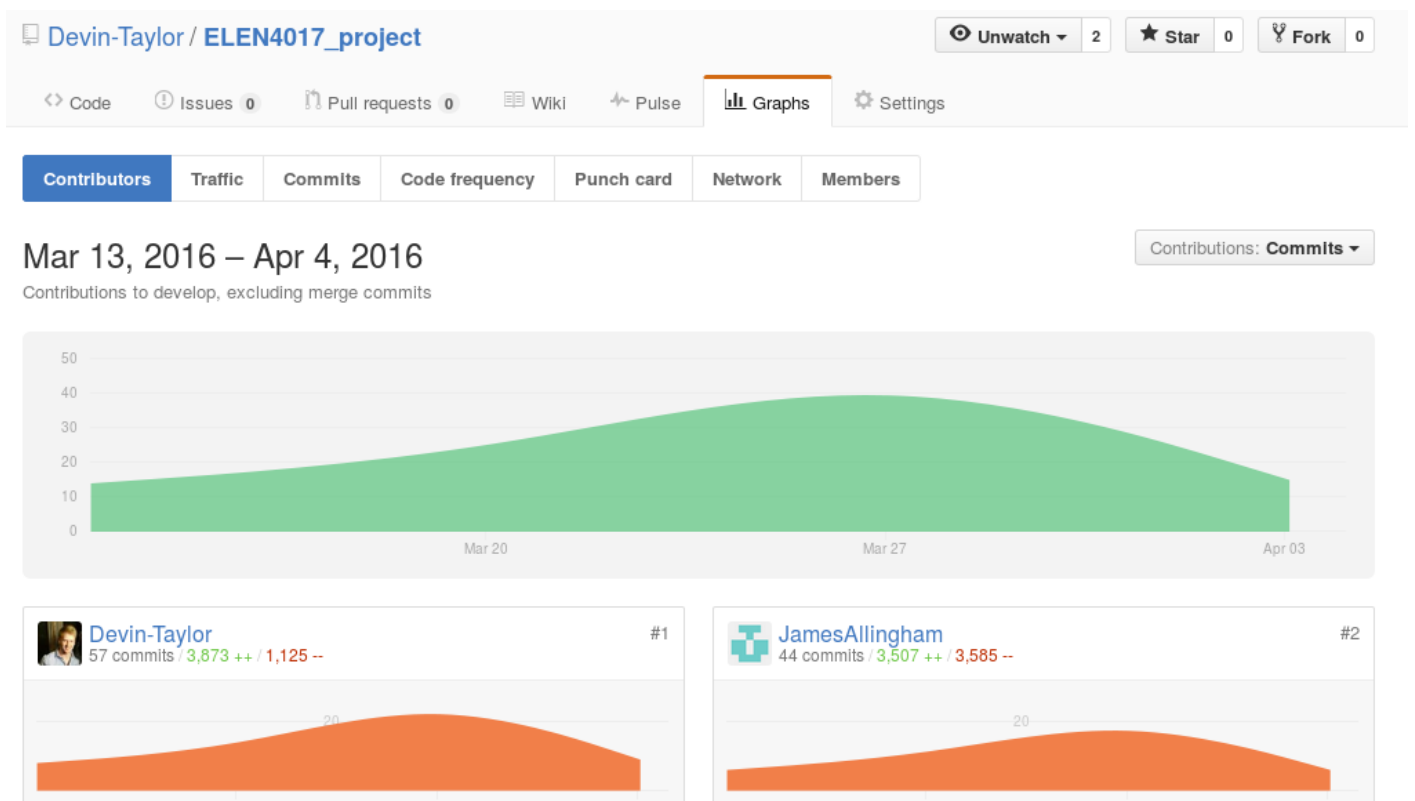 Devin-Taylor / ELEN4017_project
Unwatch 2 Star 0 Fork 0
Code Issues 0 Pull requests 0 Wiki Pulse Graphs Settings
Contributors Traffic Commits Code frequency Punch card Network Members
Mar 13, 2016 – Apr 4, 2016
Contributions: Commits
Contributions to develop, excluding merge commits
50
40
30
20
10
0
Mar 20 Mar 27 Apr 03
Devin-Taylor #1
57 commits / 3,873 ++ / 1,125 --
20
JamesAllingham #2
44 commits / 3,507 ++ / 3,585 --
20